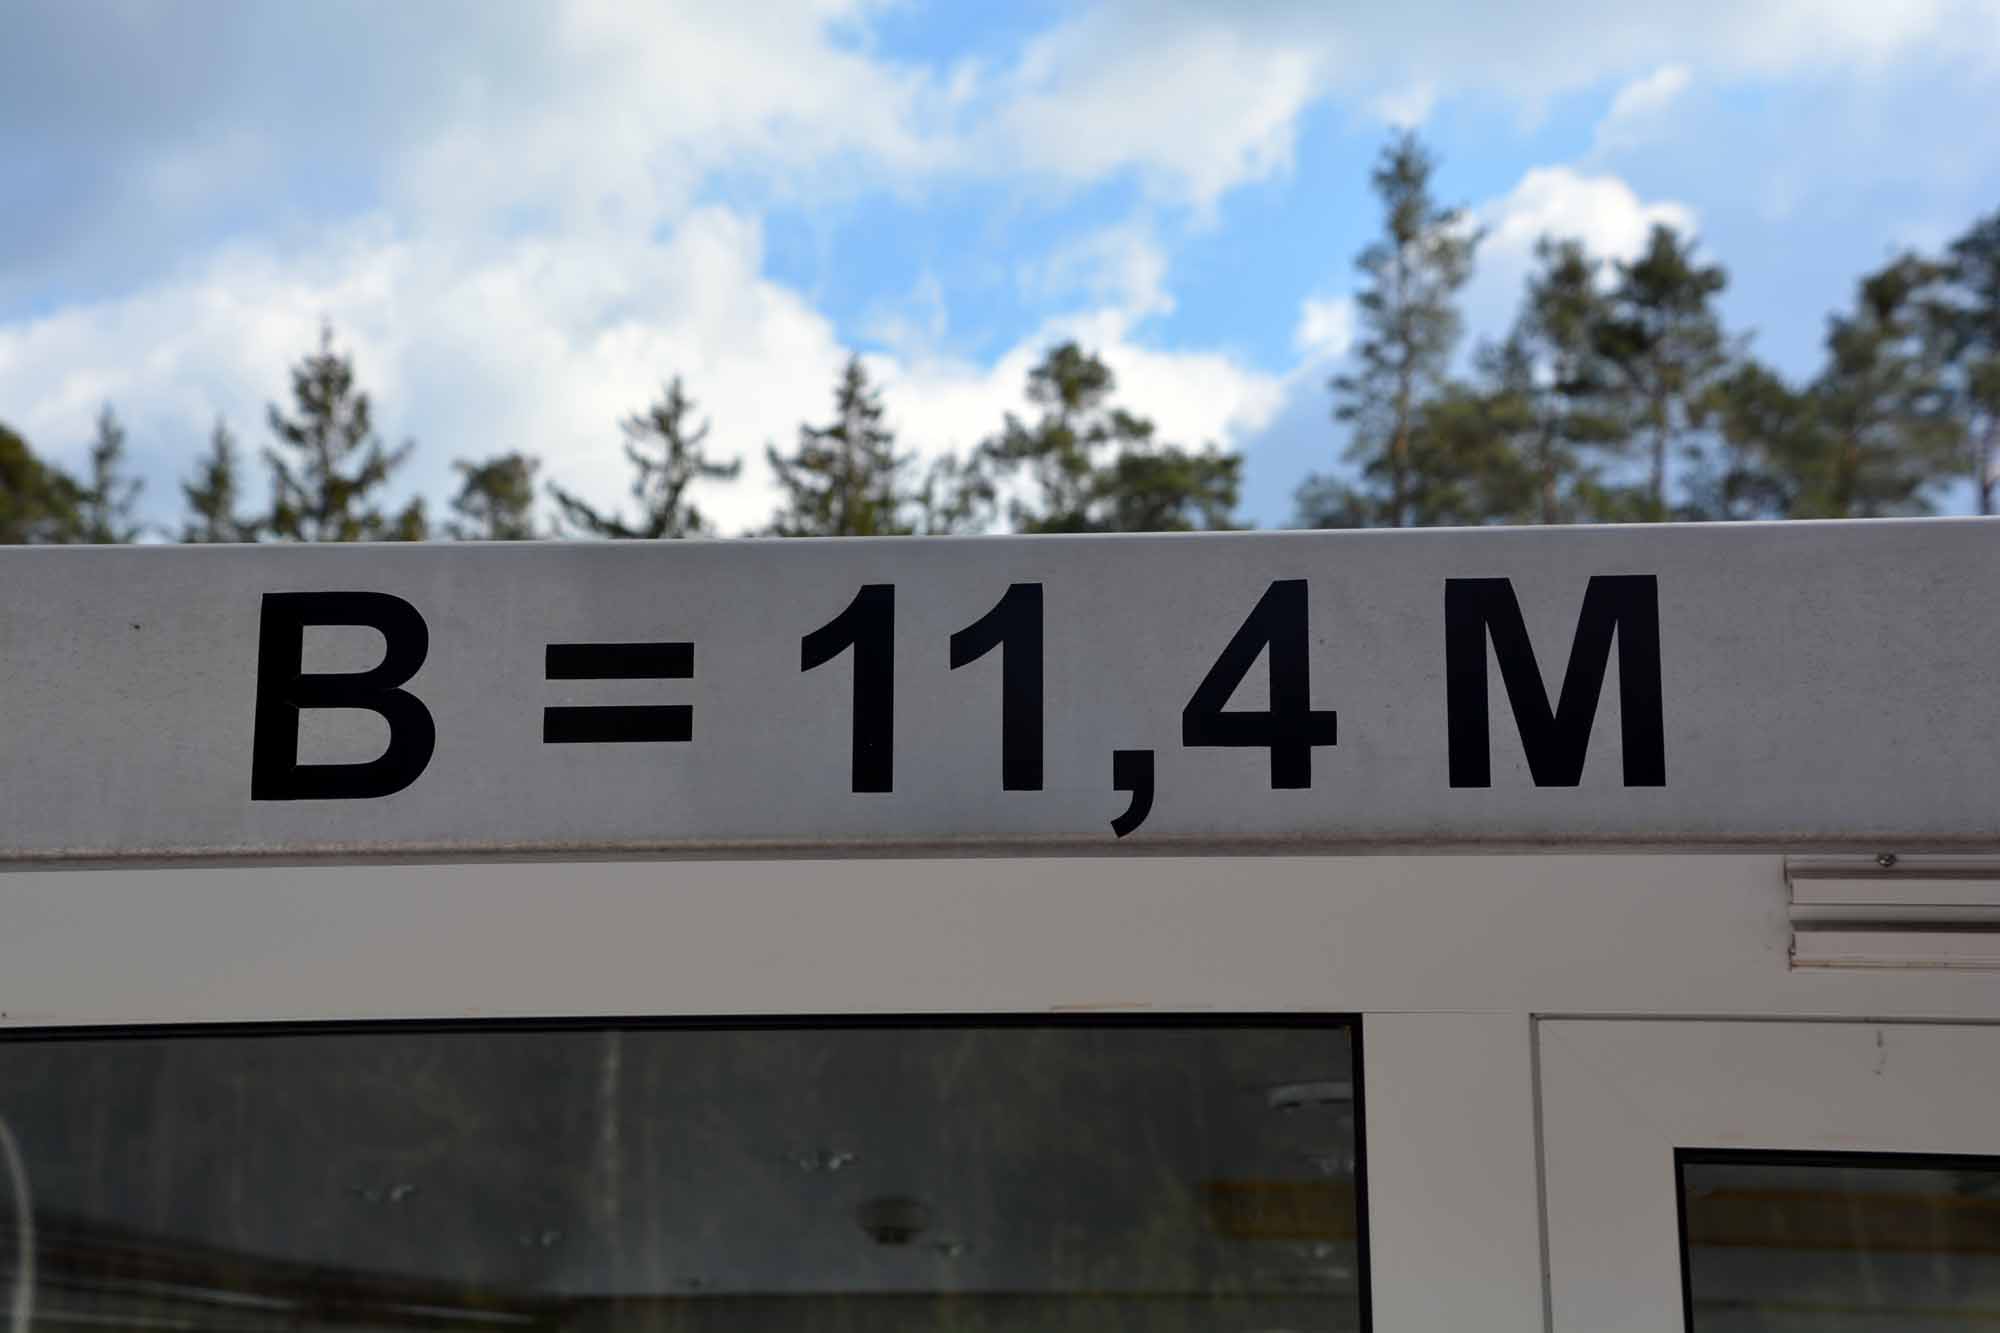 B = 11,4 M